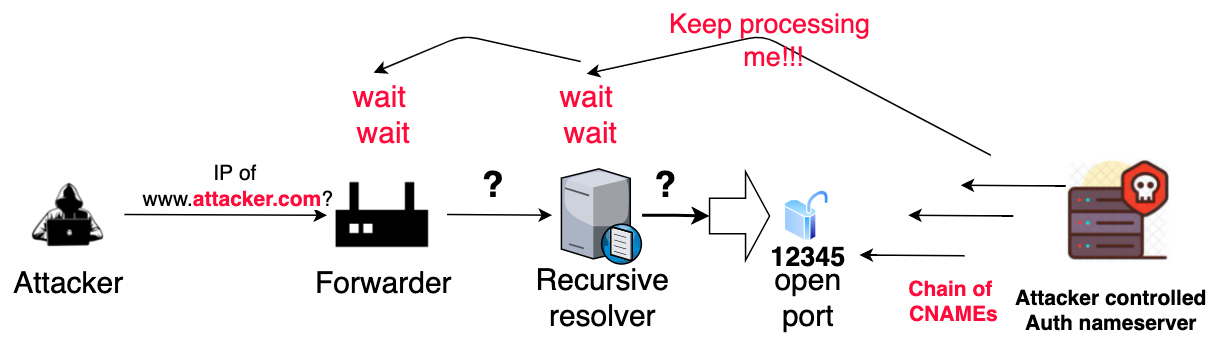 Keep processing
me!!!
wait
wait
wait
wait
IP of
www.attacker.com?
?
?
12345
open
port
Attacker
Forwarder
Recursive
resolver
Chain of
CNAMEs
Attacker controlled
Auth nameserver